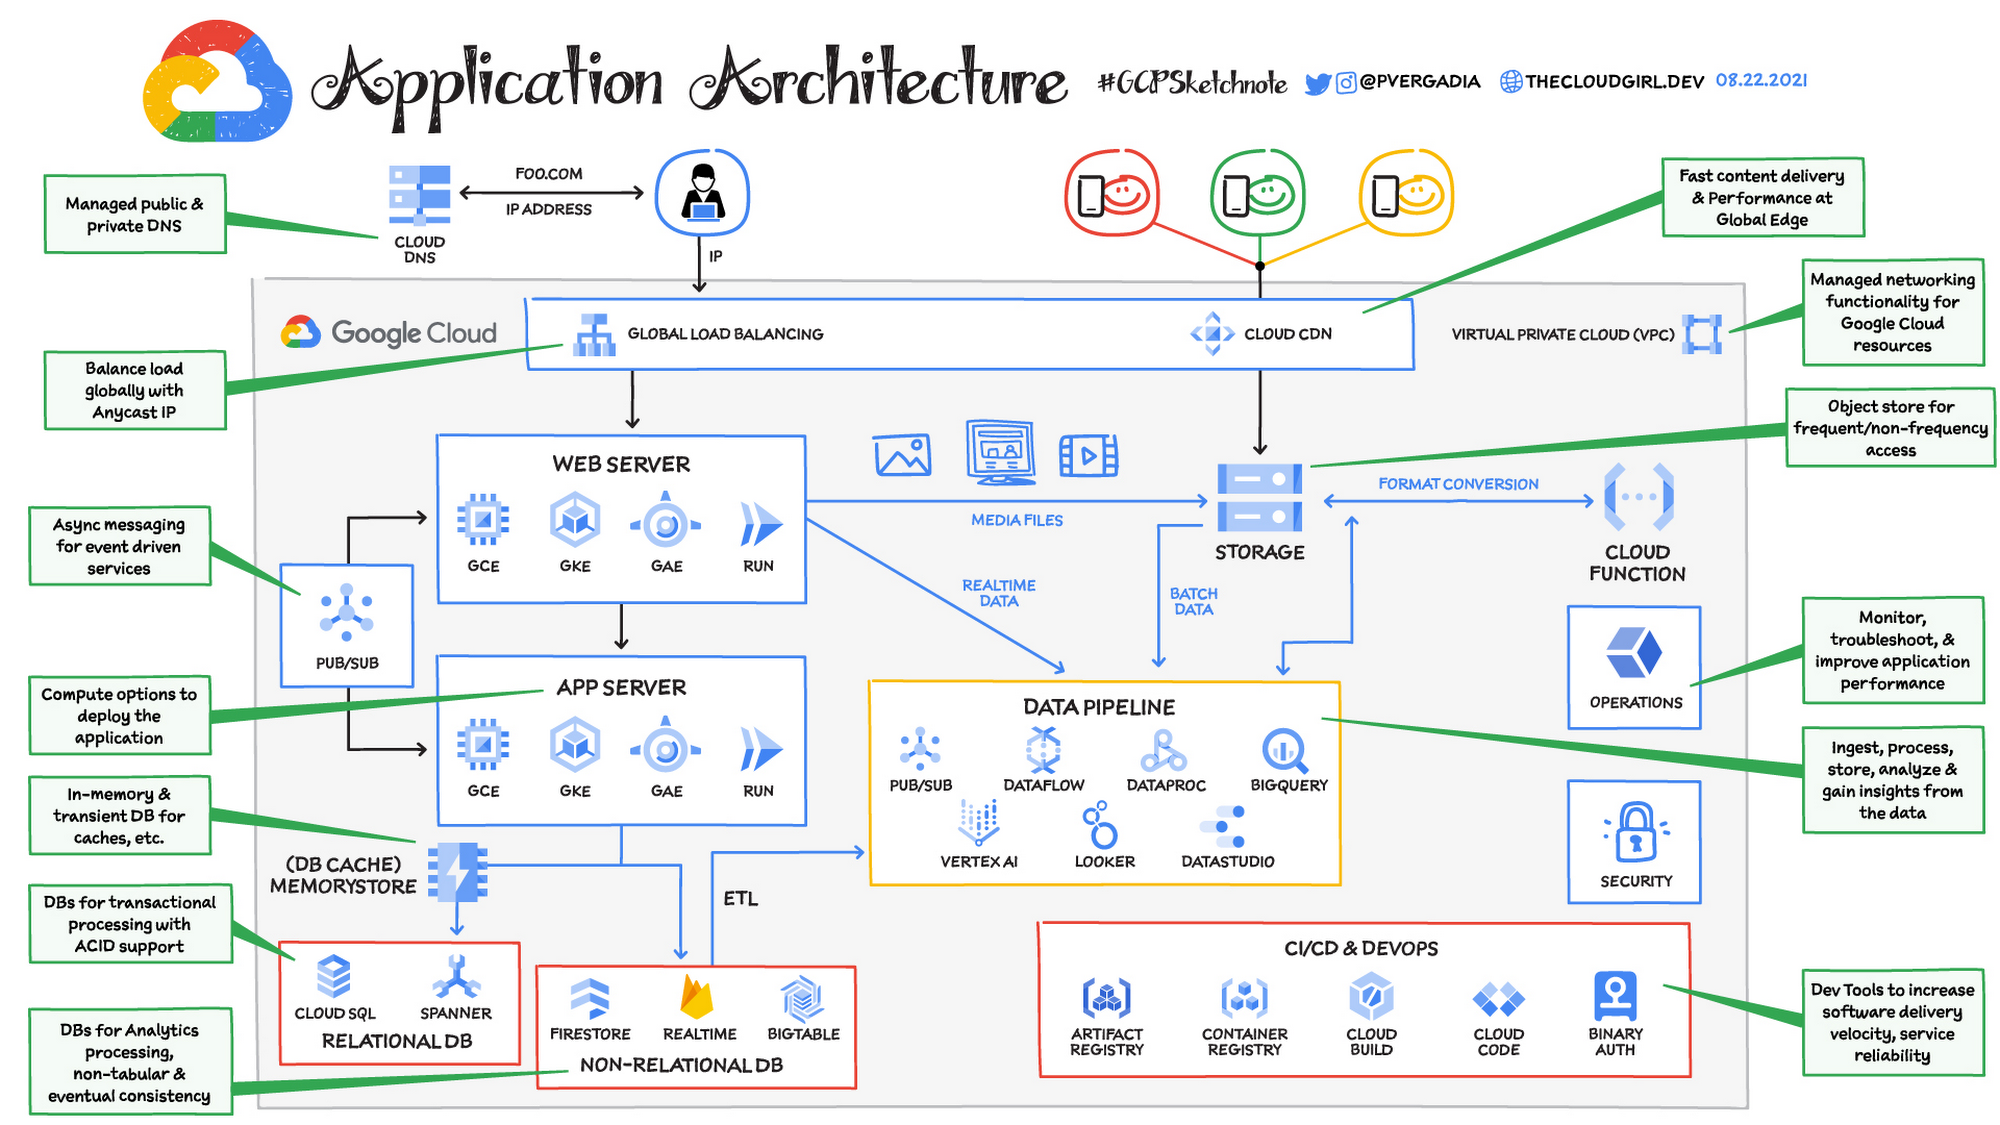 Application Architecture
#GCPSketchnote
@PVERGADIA
THECLOUDGIRL.DEV
08.22.2021
Managed public &
private DNS
CLOUD
DNS
FOO.COM
IP ADDRESS
IP
Fast content delivery
& Performance at
Global Edge
Google Cloud
GLOBAL LOAD BALANCING
CLOUD CDN
VIRTUAL PRIVATE CLOUD (VPC)
Managed networking
functionality for
Google Cloud
resources
Balance load
globally with
Anycast IP
Object store for
frequent/non-frequency
access
WEB SERVER
GCE
GKE
GAE
RUN
MEDIA FILES
STORAGE
FORMAT CONVERSION
CLOUD
FUNCTION
Async messaging
for event driven
services
PUB/SUB
REALTIME
DATA
BATCH
DATA
OPERATIONS
Monitor,
troubleshoot, &
improve application
performance
Compute options to
deploy the
application
APP SERVER
GCE
GKE
GAE
RUN
DATA PIPELINE
PUB/SUB
DATAFLOW
DATAPROC
BIGQUERY
VERTEX AI
LOOKER
DATASTUDIO
Ingest, process,
store, analyze &
gain insights from
the data
In-memory &
transient DB for
caches, etc.
(DB CACHE)
MEMORYSTORE
ETL
SECURITY
DBs for transactional
processing with
ACID support
CLOUD SQL
SPANNER
RELATIONAL DB
FIRESTORE
REALTIME
BIGTABLE
NON-RELATIONAL DB
DBs for Analytics
processing,
non-tabular &
eventual consistency
CI/CD & DEVOPS
ARTIFACT
REGISTRY
CONTAINER
REGISTRY
CLOUD
BUILD
CLOUD
CODE
BINARY
AUTH
Dev Tools to increase
software delivery
velocity, service
reliability